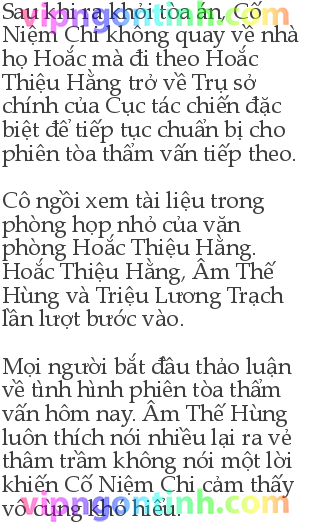 Sau khi ra khỏi tòa án, Cố
Niệm Chi không quay về nhà
họ Hoắc mà đi theo Hoắc
Thiệu Hằng trở về Trụ sở
chính của Cục tác chiến đặc
biệt để tiếp tục chuẩn bị cho
phiên tòa thẩm vấn tiếp theo.
Cô ngồi xem tài liệu trong
phòng họp nhỏ của văn
phòng Hoắc Thiệu Hằng.
Hoắc Thiệu Hằng, Âm Thế
Hùng và Triệu Lương Trạch
lần lượt bước vào.
Mọi người bắt đầu thảo luận
về tình hình phiên tòa thẩm
vấn hôm nay. Âm Thế Hùng
luôn thích nói nhiều lại ra vẻ
thâm trầm không nói một lời
khiến Cố Niệm Chi cảm thấy
vô cùng khó hiểu.
vipngontinh.com
vipngontinh.com